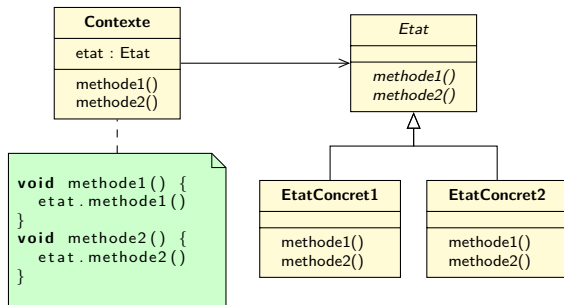 Contexte
etat : Etat
methode1()
methode2()
Etat
methode1()
methode2()
void methode1() {
  etat.methode1()
}
void methode2() {
  etat.methode2()
}
EtatConcret1
methode1()
methode2()
EtatConcret2
methode1()
methode2()